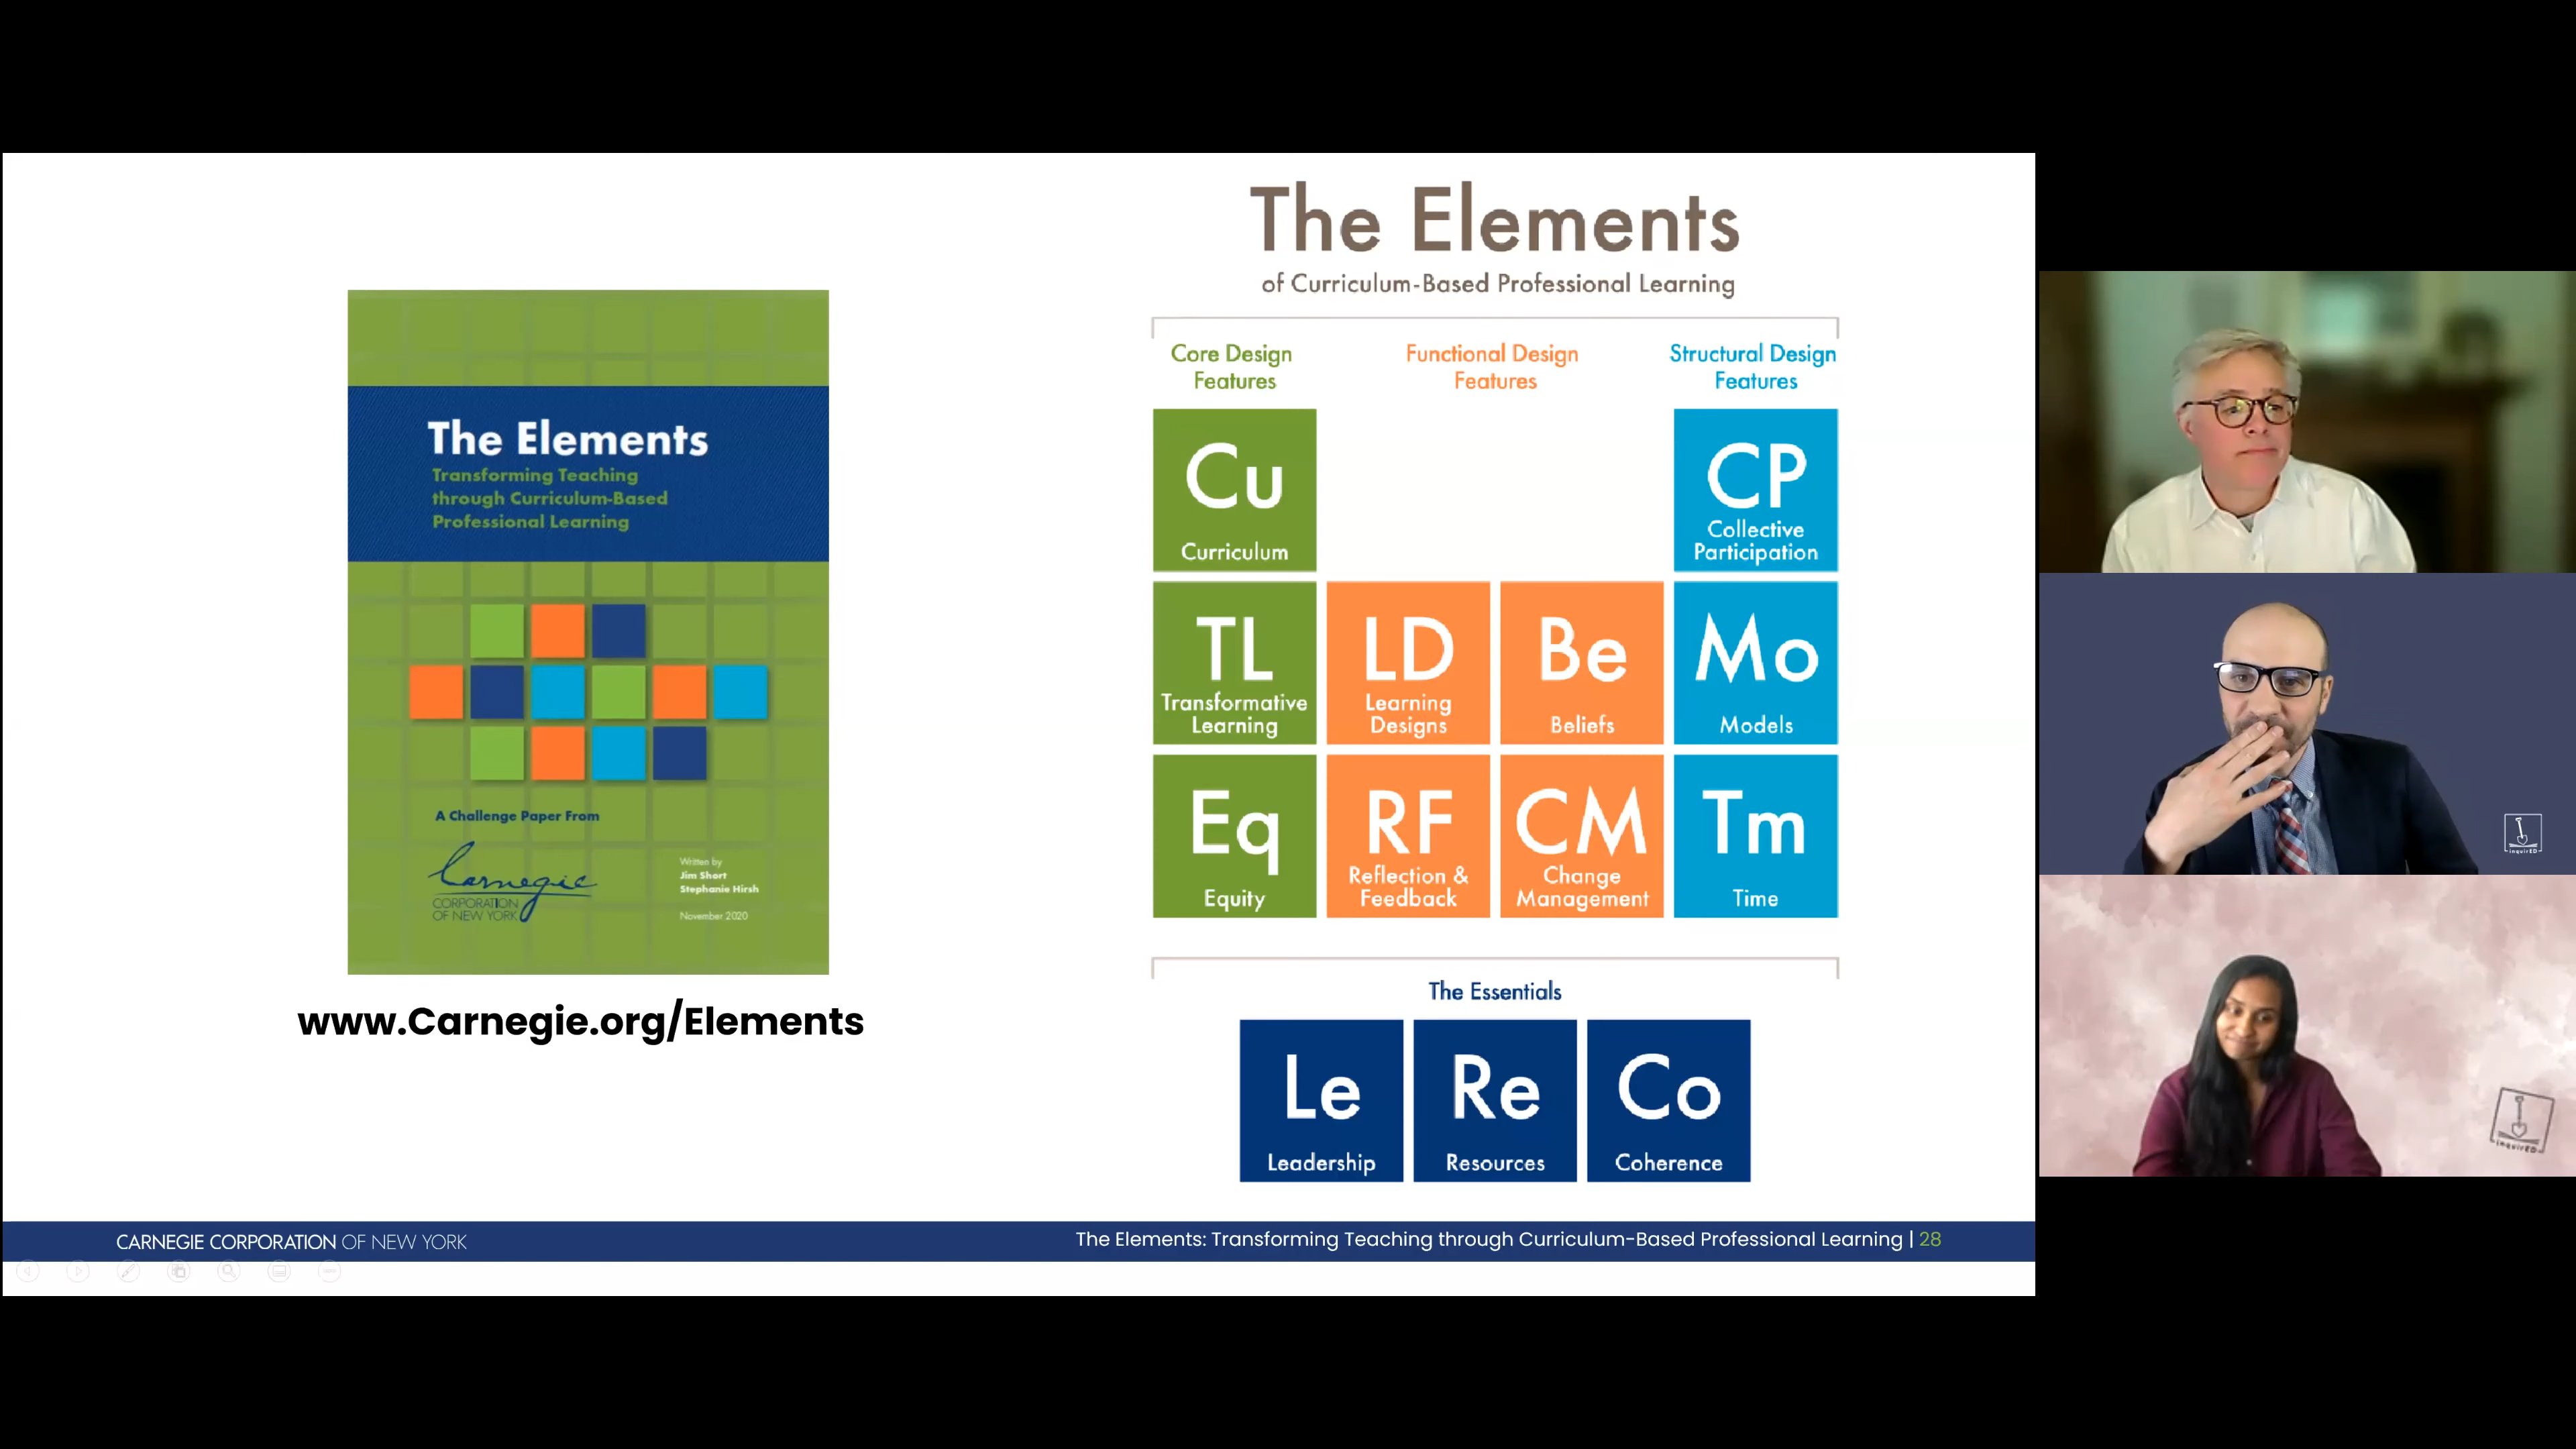 The Elements
Transforming Teaching
through Curriculum-Based
Professional Learning
A Challenge Paper From
Carnegie
CORPORATION
OF NEW YORK
Written by
Jim Short
Stephanie Hirsh
November 2020
www.Carnegie.org/Elements
The Elements
of Curriculum-Based Professional Learning
Core Design
Features
Functional Design
Features
Structural Design
Features
Cu
Curriculum
CP
Collective
Participation
TL
Transformative
Learning
LD
Learning
Designs
Be
Beliefs
Mo
Models
Eq
Equity
RF
Reflection &
Feedback
CM
Change
Management
Tm
Time
The Essentials
Le
Leadership
Re
Resources
Co
Coherence
CARNEGIE CORPORATION OF NEW YORK
The Elements: Transforming Teaching through Curriculum-Based Professional Learning | 28
inquirED
inquirED